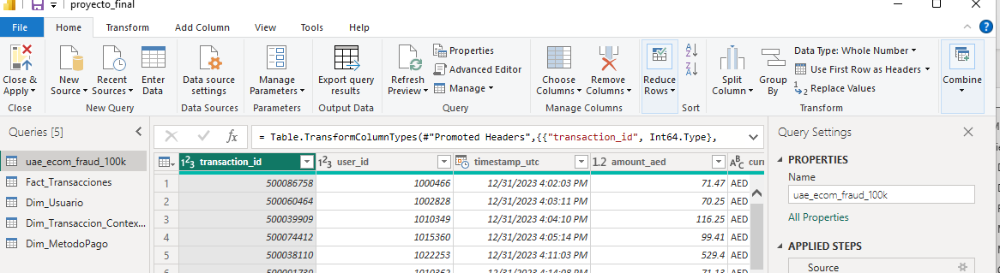 proyecto_final
File Home Transform Add Column View Tools Help
Close & Apply
New Source
Recent Sources
Enter Data
Data source settings
Manage Parameters
Export query results
Refresh Preview
Properties
Advanced Editor
Manage
Choose Columns
Remove Columns
Reduce Rows
Split Column
Group By
Data Type: Whole Number
Use First Row as Headers
Replace Values
Combine
Close New Query Data Sources Parameters Output Data Query Manage Columns Sort Transform
Queries [5]
uae_ecom_fraud_100k
Fact_Transacciones
Dim_Usuario
Dim_Transaccion_Contex...
Dim_MetodoPago
fx
= Table.TransformColumnTypes(#"Promoted Headers",{{"transaction_id", Int64.Type},
123 transaction_id 123 user_id timestamp_utc 1.2 amount_aed ABC curr
1 500086758 1000466 12/31/2023 4:02:03 PM 71.47 AED
2 500060464 1002828 12/31/2023 4:03:11 PM 70.25 AED
3 500039909 1010349 12/31/2023 4:04:10 PM 116.25 AED
4 500074412 1015360 12/31/2023 4:05:14 PM 99.41 AED
5 500038110 1022253 12/31/2023 4:11:03 PM 529.4 AED
Query Settings
PROPERTIES
Name
uae_ecom_fraud_100k
All Properties
APPLIED STEPS
Source